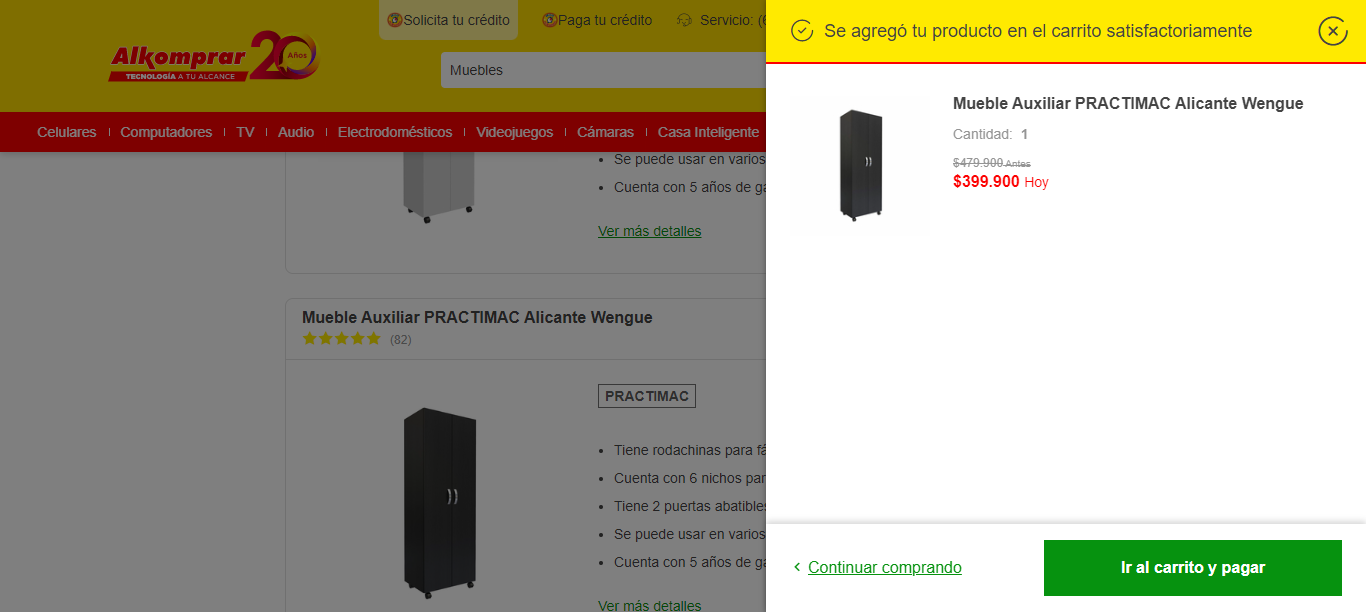 Solicita tu crédito
Paga tu crédito
Servicio: (6
Alkomprar
20 Años
TECNOLOGÍA A TU ALCANCE
Muebles
Celulares
Computadores
TV
Audio
Electrodomésticos
Videojuegos
Cámaras
Casa Inteligente
Se puede usar en varios
Cuenta con 5 años de ga
Ver más detalles
Mueble Auxiliar PRACTIMAC Alicante Wengue
(82)
PRACTIMAC
Tiene rodachinas para fá
Cuenta con 6 nichos par
Tiene 2 puertas abatibles
Se puede usar en varios
Cuenta con 5 años de ga
Ver más detalles
Se agregó tu producto en el carrito satisfactoriamente
Mueble Auxiliar PRACTIMAC Alicante Wengue
Cantidad: 1
$479.900 Antes
$399.900 Hoy
Continuar comprando
Ir al carrito y pagar